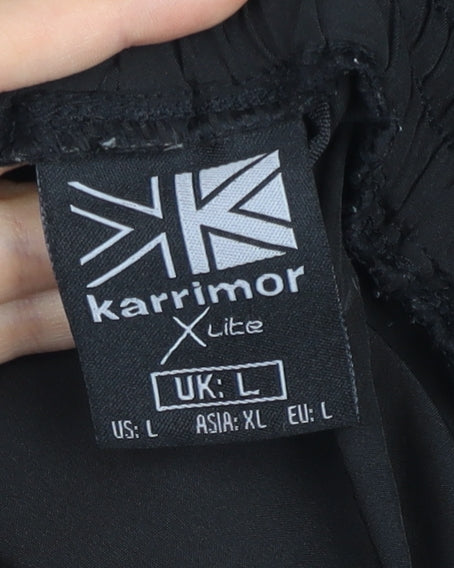 karrimor
X Lite
UK: L
US: L ASIA: XL EU: L